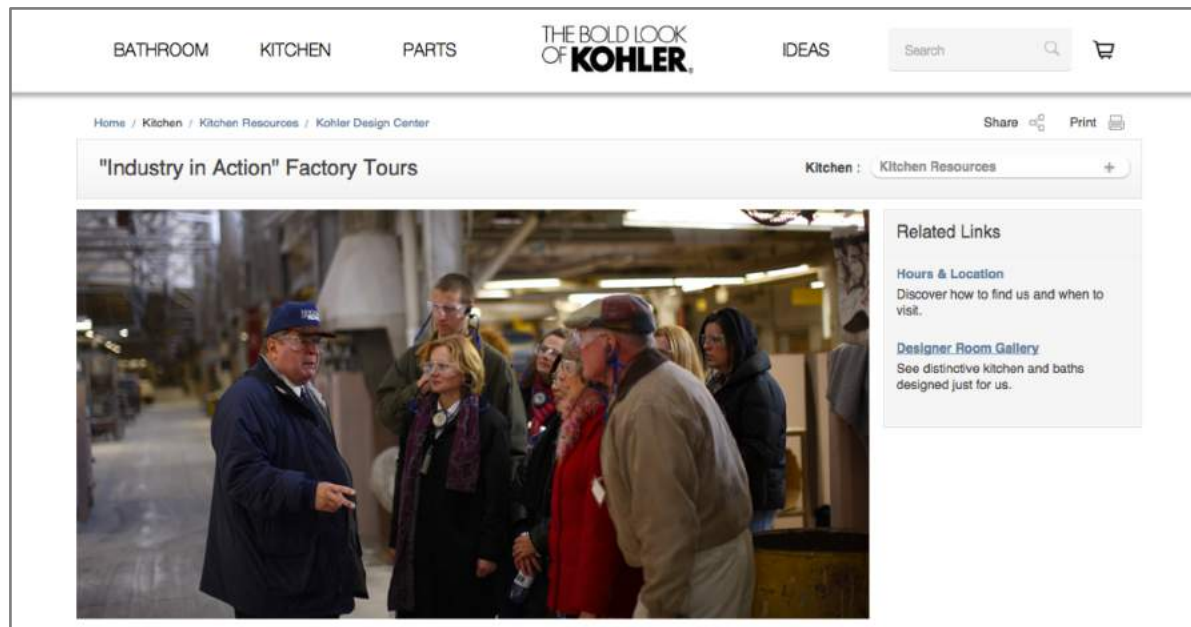 BATHROOM KITCHEN PARTS THE BOLD LOOK OF KOHLER® IDEAS Search
Home / Kitchen / Kitchen Resources / Kohler Design Center Share Print
"Industry in Action" Factory Tours Kitchen : Kitchen Resources +
Related Links
Hours & Location
Discover how to find us and when to
visit.
Designer Room Gallery
See distinctive kitchen and baths
designed just for us.